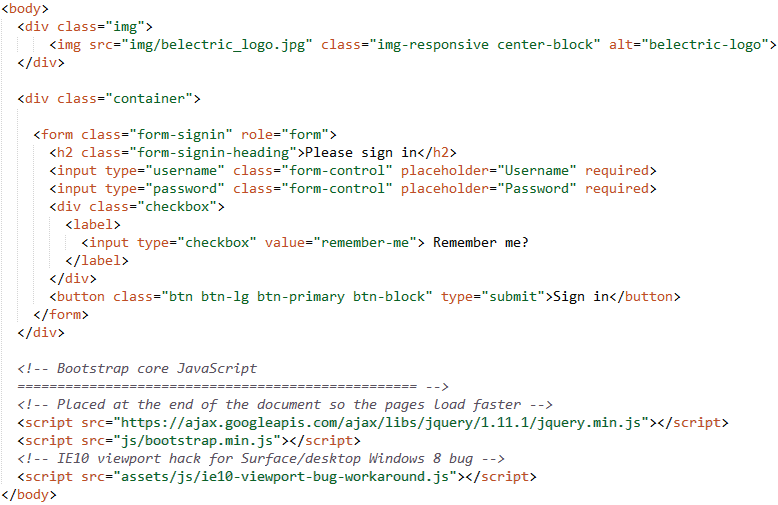 <body>
<div class="img">
<img src="img/belectric_logo.jpg" class="img-responsive center-block" alt="belectric-logo">
</div>
<div class="container">
<form class="form-signin" role="form">
<h2 class="form-signin-heading">Please sign in</h2>
<input type="username" class="form-control" placeholder="Username" required>
<input type="password" class="form-control" placeholder="Password" required>
<div class="checkbox">
<label>
<input type="checkbox" value="remember-me"> Remember me?
</label>
</div>
<button class="btn btn-lg btn-primary btn-block" type="submit">Sign in</button>
</form>
</div>
<!-- Bootstrap core JavaScript
================================================== -->
<!-- Placed at the end of the document so the pages load faster -->
<script src="https://ajax.googleapis.com/ajax/libs/jquery/1.11.1/jquery.min.js"></script>
<script src="js/bootstrap.min.js"></script>
<!-- IE10 viewport hack for Surface/desktop Windows 8 bug -->
<script src="assets/js/ie10-viewport-bug-workaround.js"></script>
</body>